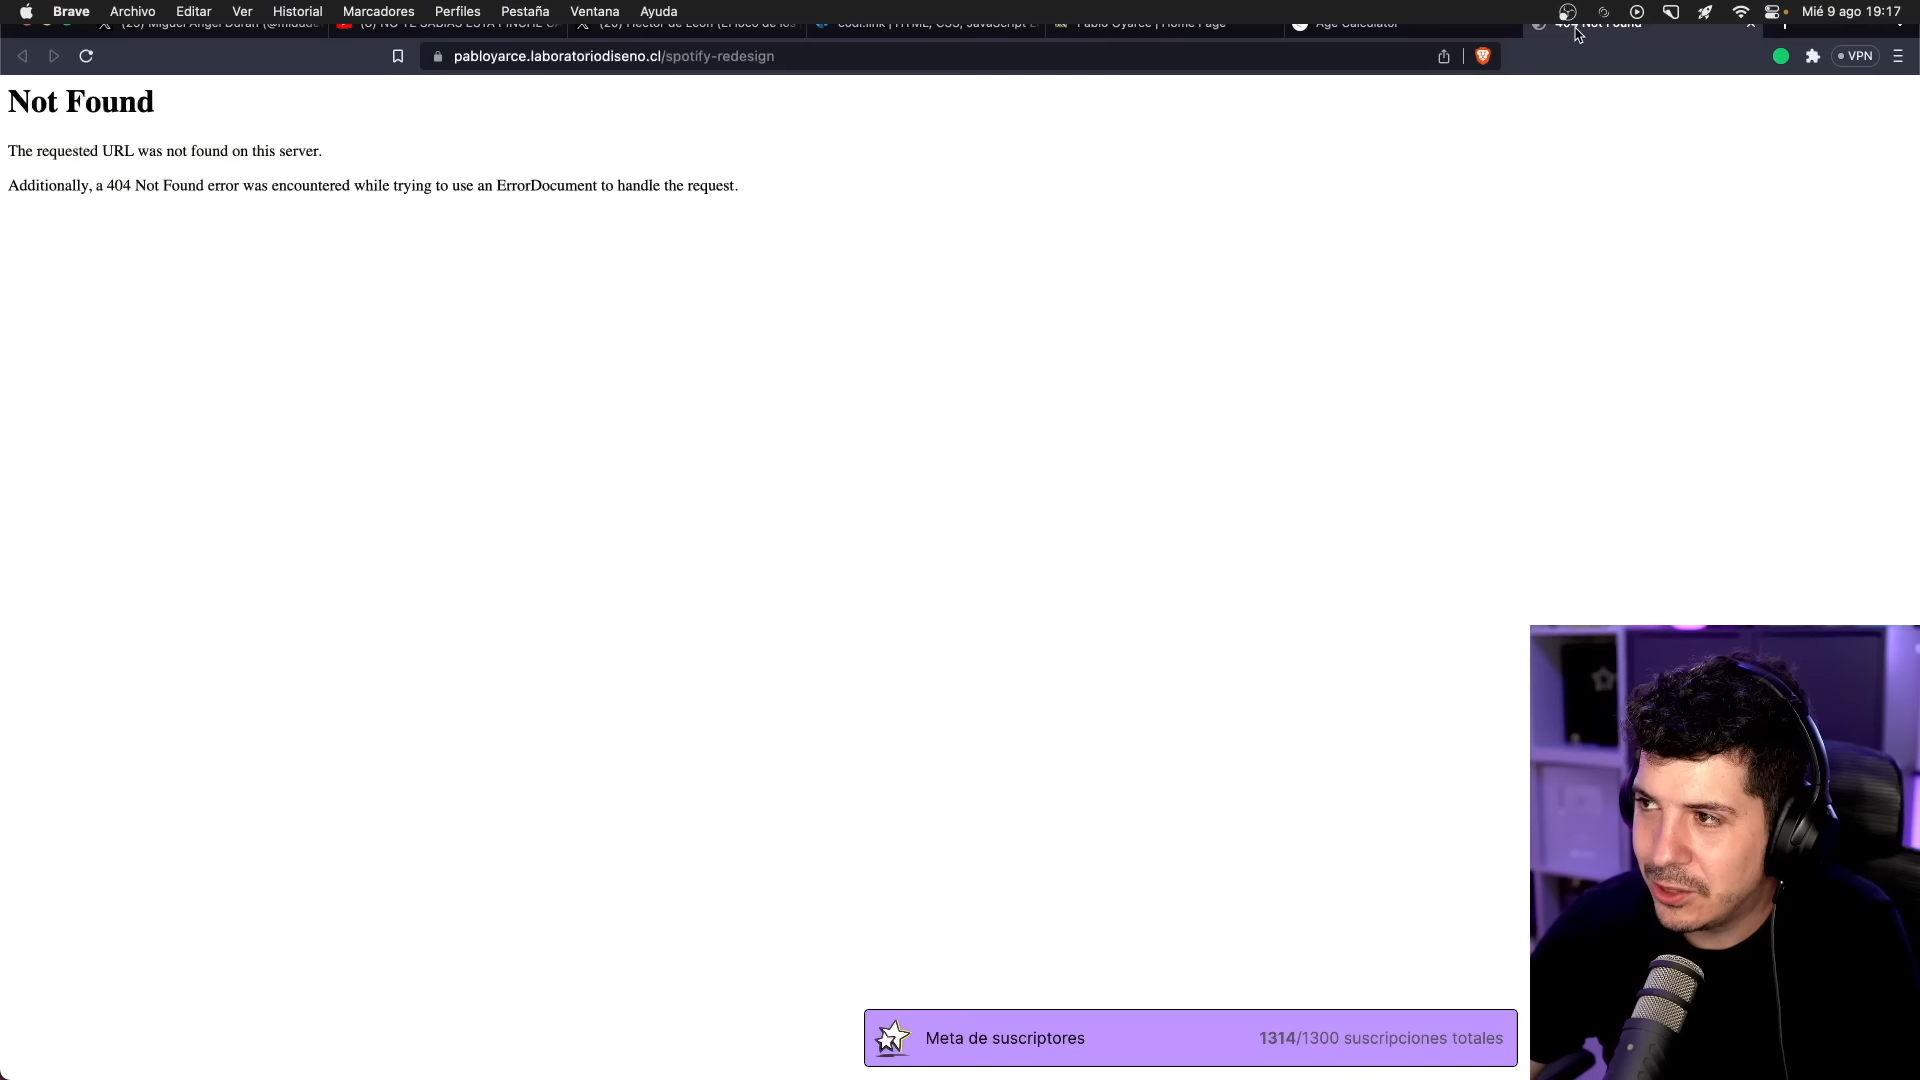 Brave Archivo Editar Ver Historial Marcadores Perfiles Pestaña Ventana Ayuda Mié 9 ago 19:17
pabloyarce.laboratoriodiseno.cl/spotify-redesign VPN
Not Found
The requested URL was not found on this server.
Additionally, a 404 Not Found error was encountered while trying to use an ErrorDocument to handle the request.
Meta de suscriptores 1314/1300 suscripciones totales